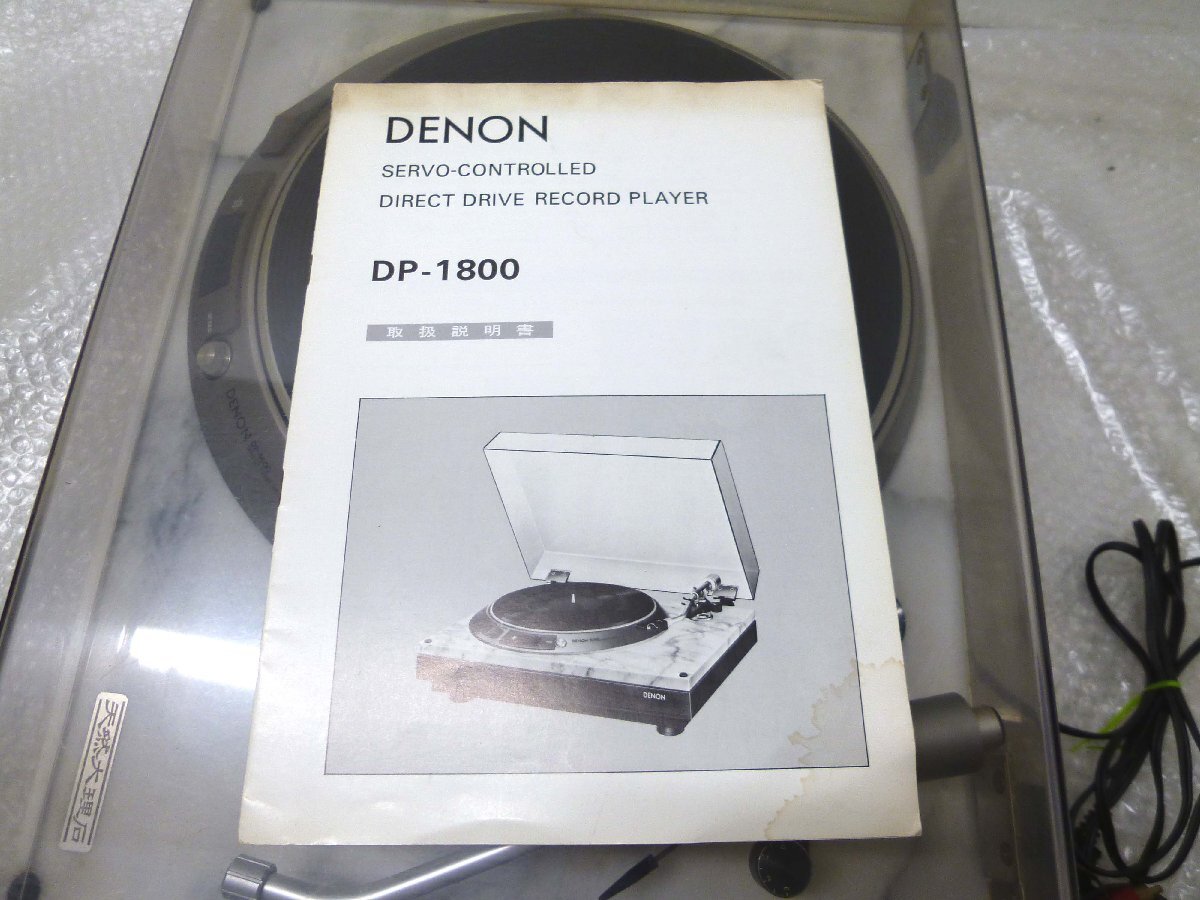 DENON
SERVO-CONTROLLED
DIRECT DRIVE RECORD PLAYER
DP-1800
取扱説明書
DENON
DENON
天然大理石